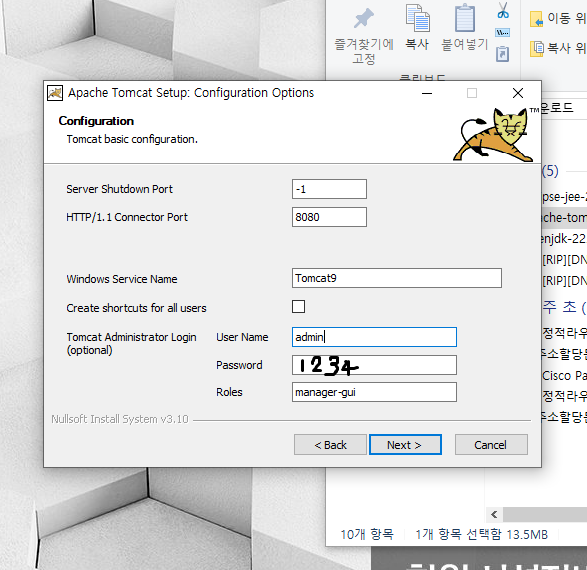 즐겨찾기에
고정
복사
붙여넣기
이동 위
복사 위
Apache Tomcat Setup: Configuration Options
Configuration
Tomcat basic configuration.
TM
운로드
(5)
Server Shutdown Port -1
HTTP/1.1 Connector Port 8080
Windows Service Name Tomcat9
Create shortcuts for all users
Tomcat Administrator Login
(optional)
User Name admin
Password 1234
Roles manager-gui
Nullsoft Install System v3.10
< Back Next > Cancel
pse-jee-2
che-tom
enjdk-22
[RIP][DN
[RIP][DN
주 초 (
정적라우
주소할당
Cisco Pa
정적라우
주소할당
10개 항목 1개 항목 선택함 13.5MB